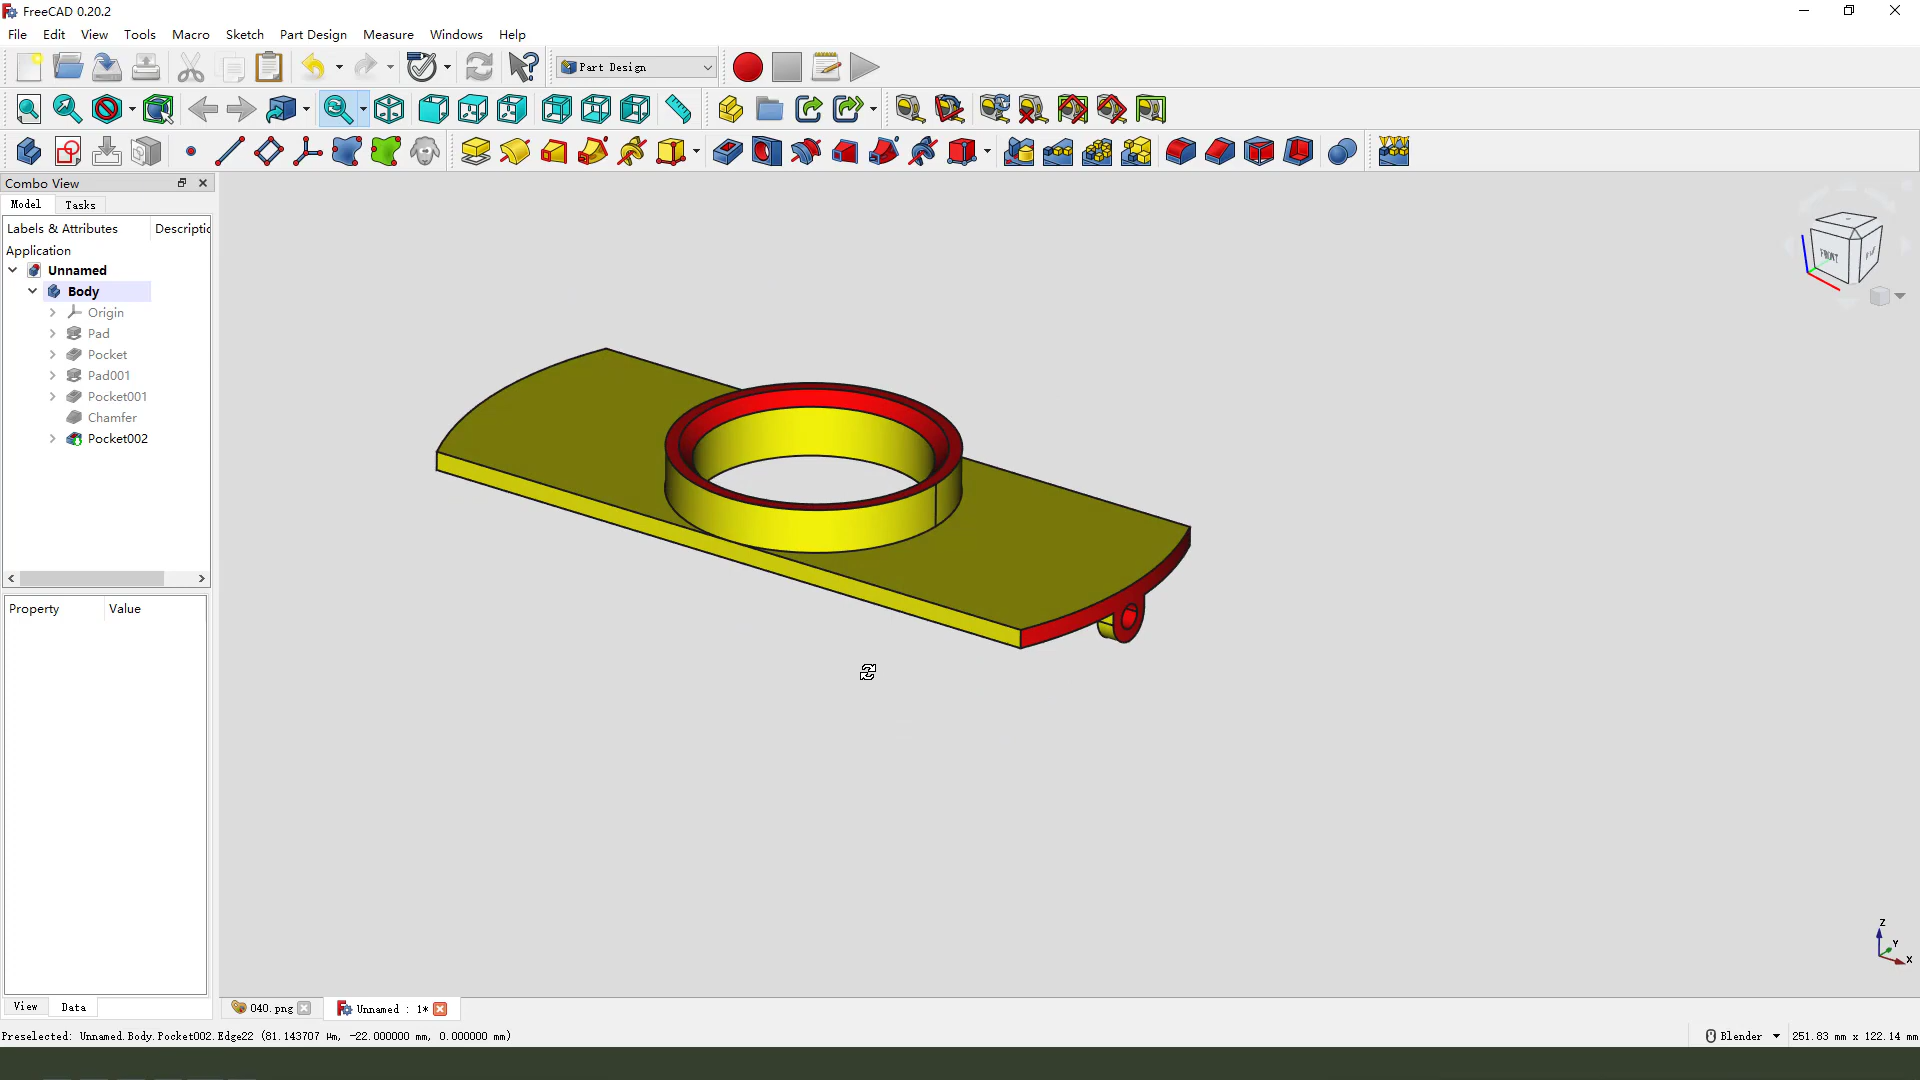 FreeCAD 0.20.2
File Edit View Tools Macro Sketch Part Design Measure Windows Help
Part Design
Combo View
Model Tasks
Labels & Attributes Descriptic
Application
Unnamed
Body
Origin
Pad
Pocket
Pad001
Pocket001
Chamfer
Pocket002
Property Value
FRONT
Z
Y
X
View Data
040.png Unnamed : 1*
Preselected: Unnamed.Body.Pocket002.Edge22 (81.143707 µm, -22.000000 mm, 0.000000 mm)
Blender 251.83 mm x 122.14 mm